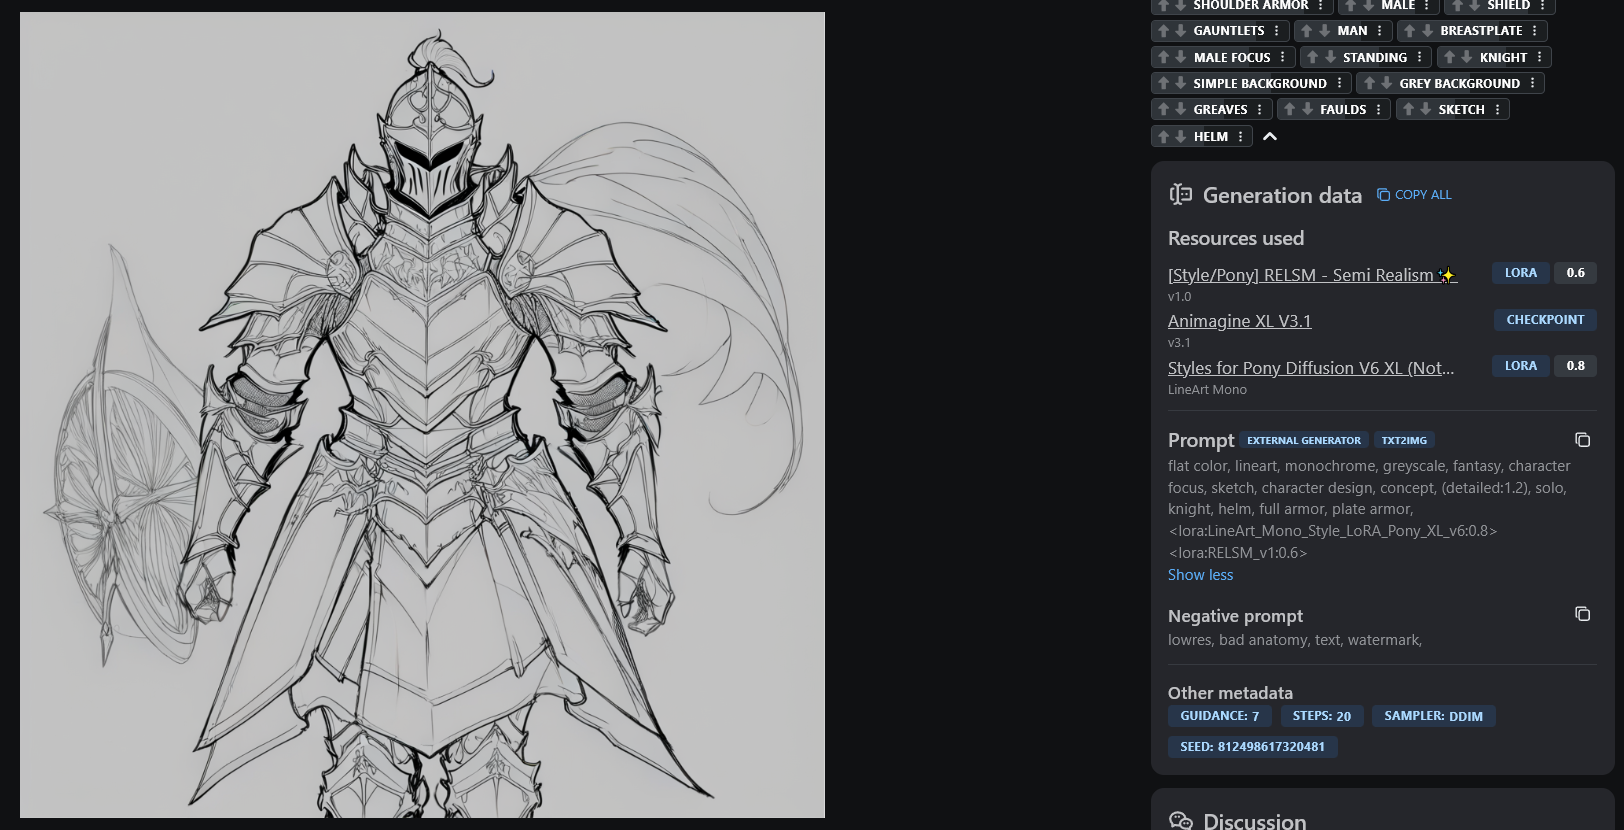 SHOULDER ARMOR MALE SHIELD
GAUNTLETS MAN BREASTPLATE
MALE FOCUS STANDING KNIGHT
SIMPLE BACKGROUND GREY BACKGROUND
GREAVES FAULDS SKETCH
HELM
Generation data COPY ALL
Resources used
[Style/Pony] RELSM - Semi Realism✨ LORA 0.6
v1.0
Animagine XL V3.1 CHECKPOINT
v3.1
Styles for Pony Diffusion V6 XL (Not... LORA 0.8
LineArt Mono
Prompt EXTERNAL GENERATOR TXT2IMG
flat color, lineart, monochrome, greyscale, fantasy, character
focus, sketch, character design, concept, (detailed:1.2), solo,
knight, helm, full armor, plate armor,
<lora:LineArt_Mono_Style_LoRA_Pony_XL_v6:0.8>
<lora:RELSM_v1:0.6>
Show less
Negative prompt
lowres, bad anatomy, text, watermark,
Other metadata
GUIDANCE: 7 STEPS: 20 SAMPLER: DDIM
SEED: 812498617320481
Discussion